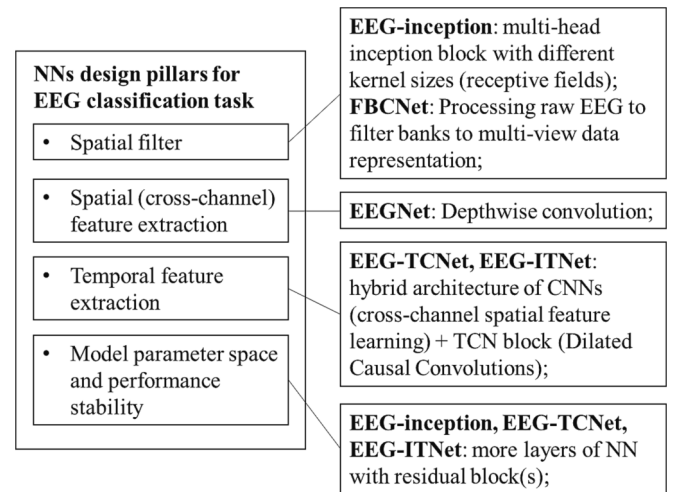 NNs design pillars for
EEG classification task
• Spatial filter
• Spatial (cross-channel)
feature extraction
• Temporal feature
extraction
• Model parameter space
and performance
stability
EEG-inception: multi-head
inception block with different
kernel sizes (receptive fields);
FBCNet: Processing raw EEG to
filter banks to multi-view data
representation;
EEGNet: Depthwise convolution;
EEG-TCNet, EEG-ITNet:
hybrid architecture of CNNs
(cross-channel spatial feature
learning) + TCN block (Dilated
Causal Convolutions);
EEG-inception, EEG-TCNet,
EEG-ITNet: more layers of NN
with residual block(s);